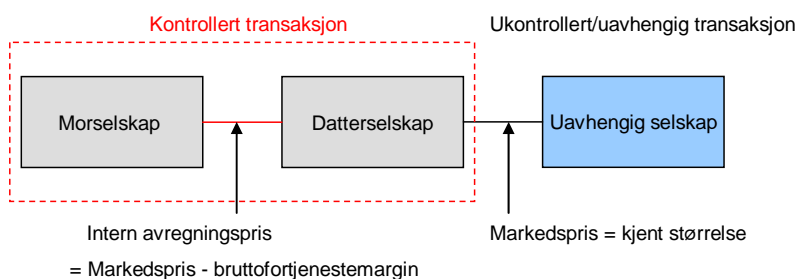 Kontrollert transaksjon
Ukontrollert/uavhengig transaksjon
Morselskap
Datterselskap
Uavhengig selskap
Intern avregningspris
= Markedspris - bruttofortjenestemargin
Markedspris = kjent størrelse